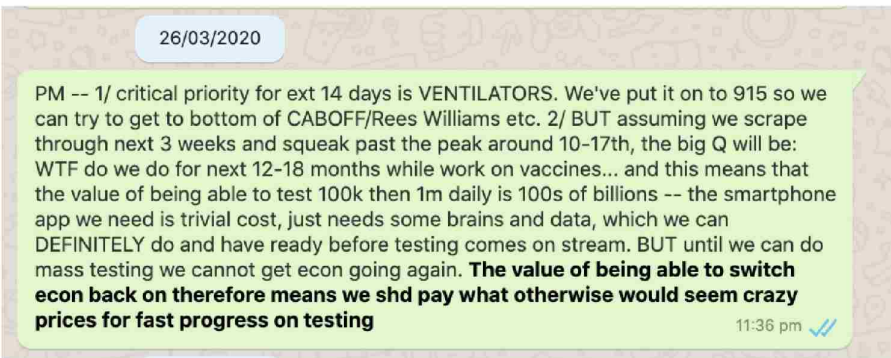 26/03/2020
PM -- 1/ critical priority for ext 14 days is VENTILATORS. We've put it on to 915 so we
can try to get to bottom of CABOFF/Rees Williams etc. 2/ BUT assuming we scrape
through next 3 weeks and squeak past the peak around 10-17th, the big Q will be:
WTF do we do for next 12-18 months while work on vaccines... and this means that
the value of being able to test 100k then 1m daily is 100s of billions -- the smartphone
app we need is trivial cost, just needs some brains and data, which we can
DEFINITELY do and have ready before testing comes on stream. BUT until we can do
mass testing we cannot get econ going again. The value of being able to switch
econ back on therefore means we shd pay what otherwise would seem crazy
prices for fast progress on testing
11:36 pm